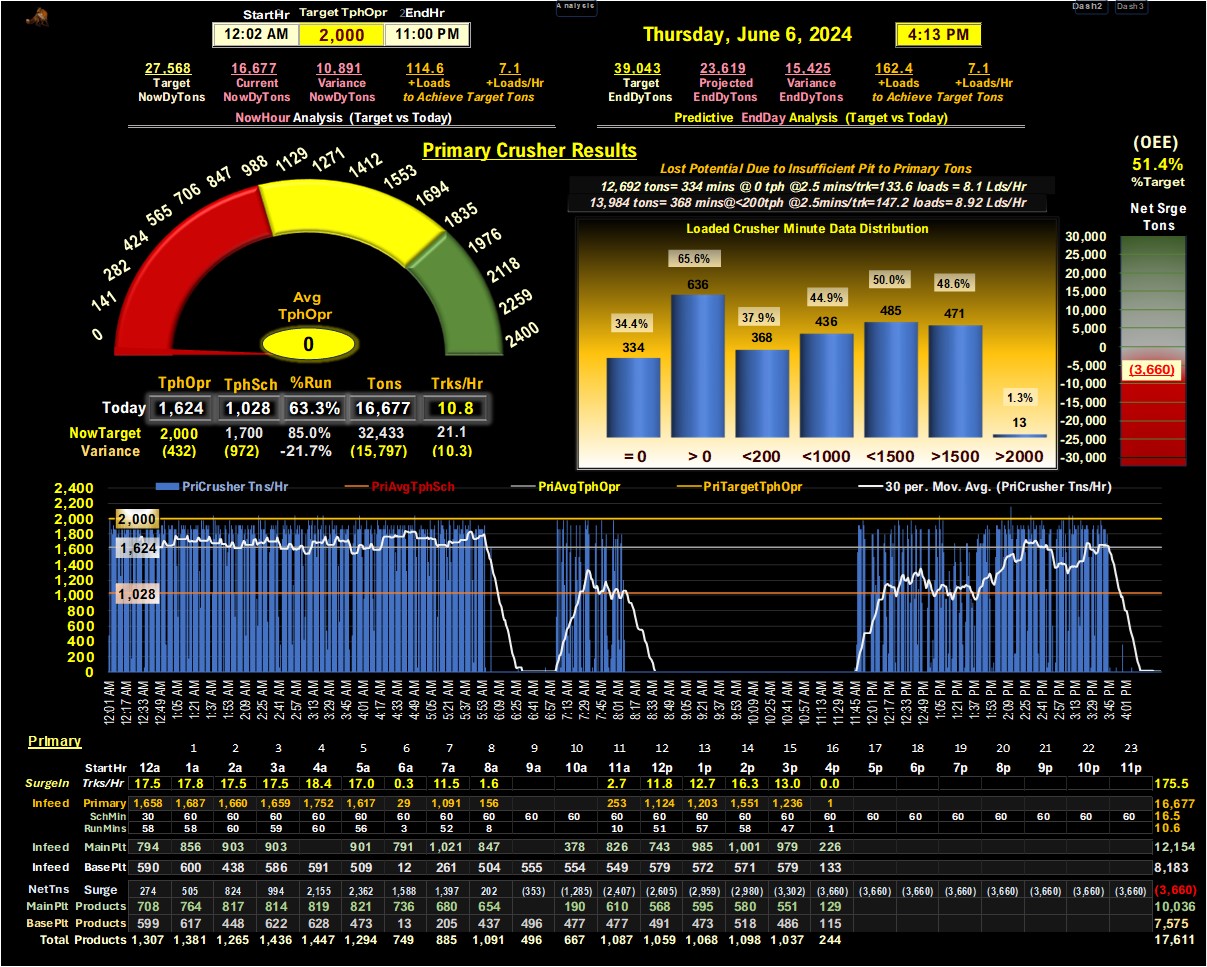 Analysis
Dash2 Dash3
StartHr Target TphOpr 2EndHr
12:02 AM 2,000 11:00 PM
Thursday, June 6, 2024 4:13 PM
27,568 16,677 10,891 114.6 7.1
Target Current Variance +Loads +Loads/Hr
NowDyTons NowDyTons NowDyTons to Achieve Target Tons
NowHour Analysis (Target vs Today)
39,043 23,619 15,425 162.4 7.1
Target Projected Variance +Loads +Loads/Hr
EndDyTons EndDyTons EndDyTons to Achieve Target Tons
Predictive EndDay Analysis (Target vs Today)
Primary Crusher Results
0 141 282 424 565 706 847 988 1129 1271 1412 1553 1694 1835 1976 2118 2259 2400
Avg
TphOpr
0
TphOpr TphSch %Run Tons Trks/Hr
Today 1,624 1,028 63.3% 16,677 10.8
NowTarget 2,000 1,700 85.0% 32,433 21.1
Variance (432) (972) -21.7% (15,797) (10.3)
Lost Potential Due to Insufficient Pit to Primary Tons
12,692 tons= 334 mins @ 0 tph @2.5 mins/trk=133.6 loads = 8.1 Lds/Hr
13,984 tons= 368 mins@<200tph @2.5mins/trk=147.2 loads= 8.92 Lds/Hr
Loaded Crusher Minute Data Distribution
34.4% 65.6% 37.9% 44.9% 50.0% 48.6% 1.3%
334 636 368 436 485 471 13
= 0 > 0 <200 <1000 <1500 >1500 >2000
(OEE)
51.4%
%Target
Net Srge
Tons
30,000
25,000
20,000
15,000
10,000
5,000
0
-5,000
-10,000
-15,000
-20,000
-25,000
-30,000
(3,660)
PriCrusher Tns/Hr PriAvgTphSch PriAvgTphOpr PriTargetTphOpr 30 per. Mov. Avg. (PriCrusher Tns/Hr)
2,400
2,200
2,000
1,800
1,600
1,400
1,200
1,000
800
600
400
200
0
2,000
1,624
1,028
12:01 AM 12:17 AM 12:33 AM 12:49 AM 1:05 AM 1:21 AM 1:37 AM 1:53 AM 2:09 AM 2:25 AM 2:41 AM 2:57 AM 3:13 AM 3:29 AM 3:45 AM 4:01 AM 4:17 AM 4:33 AM 4:49 AM 5:05 AM 5:21 AM 5:37 AM 5:53 AM 6:09 AM 6:25 AM 6:41 AM 6:57 AM 7:13 AM 7:29 AM 7:45 AM 8:01 AM 8:17 AM 8:33 AM 8:49 AM 9:05 AM 9:21 AM 9:37 AM 9:53 AM 10:09 AM 10:25 AM 10:41 AM 10:57 AM 11:13 AM 11:29 AM 11:45 AM 12:01 PM 12:17 PM 12:33 PM 12:49 PM 1:05 PM 1:21 PM 1:37 PM 1:53 PM 2:09 PM 2:25 PM 2:41 PM 2:57 PM 3:13 PM 3:29 PM 3:45 PM 4:01 PM
Primary
1 2 3 4 5 6 7 8 9 10 11 12 13 14 15 16 17 18 19 20 21 22 23
StartHr 12a 1a 2a 3a 4a 5a 6a 7a 8a 9a 10a 11a 12p 1p 2p 3p 4p 5p 6p 7p 8p 9p 10p 11p
SurgeIn Trks/Hr 17.5 17.8 17.5 17.5 18.4 17.0 0.3 11.5 1.6 2.7 11.8 12.7 16.3 13.0 0.0 175.5
Infeed Primary 1,658 1,687 1,660 1,659 1,752 1,617 29 1,091 156 253 1,124 1,203 1,551 1,236 1 16,677
SchMin 30 60 60 60 60 60 60 60 60 60 60 60 60 60 60 60 60 60 60 60 60 60 60 60 16.5
RunMins 58 58 60 59 60 56 3 52 8 10 51 57 58 47 1 10.6
Infeed MainPlt 794 856 903 903 901 791 1,021 847 378 826 743 985 1,001 979 226 12,154
Infeed BasePlt 590 600 438 586 591 509 12 261 504 555 554 549 579 572 571 579 133 8,183
NetTns Surge 274 505 824 994 2,155 2,362 1,588 1,397 202 (353) (1,285) (2,407) (2,605) (2,959) (2,980) (3,302) (3,660) (3,660) (3,660) (3,660) (3,660) (3,660) (3,660) (3,660) (3,660)
MainPlt Products 708 764 817 814 819 821 736 680 654 190 610 568 595 580 551 129 10,036
BasePlt Products 599 617 448 622 628 473 13 205 437 496 477 477 491 473 518 486 115 7,575
Total Products 1,307 1,381 1,265 1,436 1,447 1,294 749 885 1,091 496 667 1,087 1,059 1,068 1,098 1,037 244 17,611